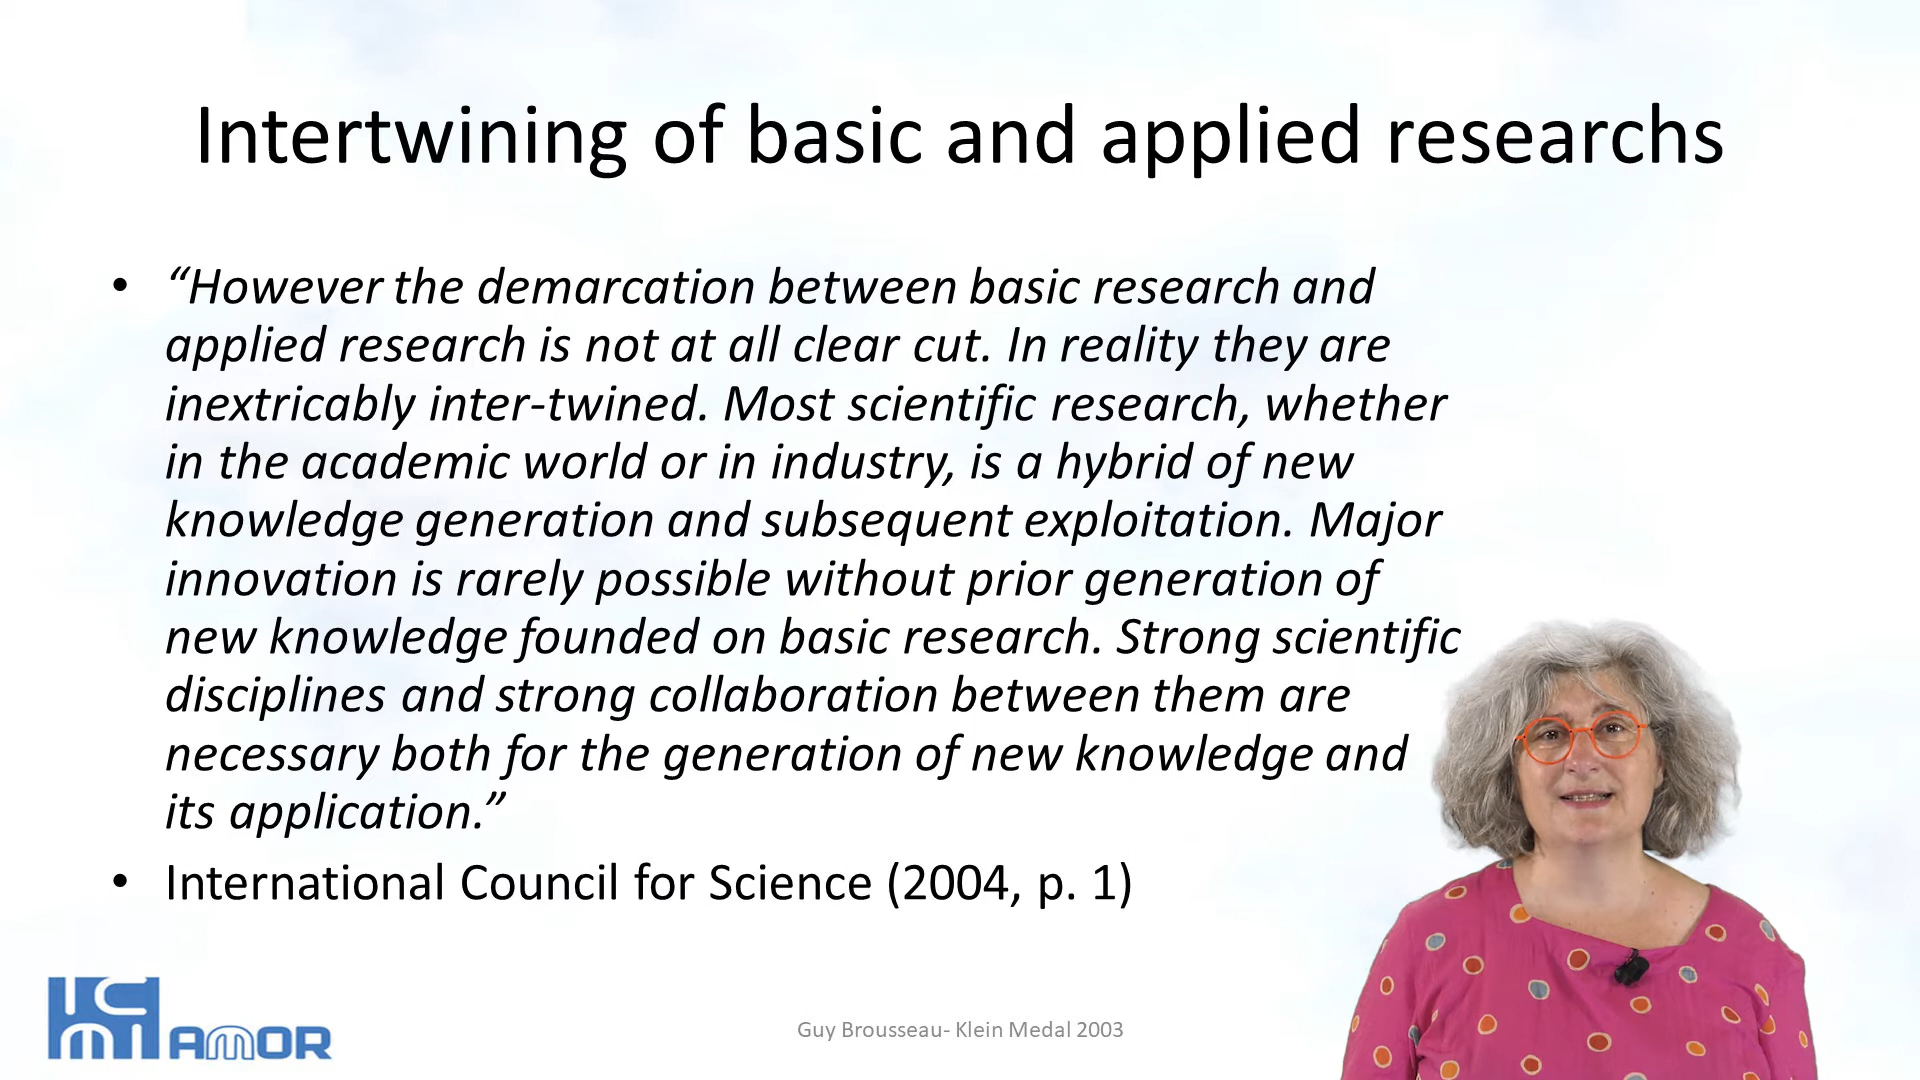 Intertwining of basic and applied researchs
• “However the demarcation between basic research and
applied research is not at all clear cut. In reality they are
inextricably inter-twined. Most scientific research, whether
in the academic world or in industry, is a hybrid of new
knowledge generation and subsequent exploitation. Major
innovation is rarely possible without prior generation of
new knowledge founded on basic research. Strong scientific
disciplines and strong collaboration between them are
necessary both for the generation of new knowledge and
its application.”
• International Council for Science (2004, p. 1)
ICMI AMOR
Guy Brousseau- Klein Medal 2003